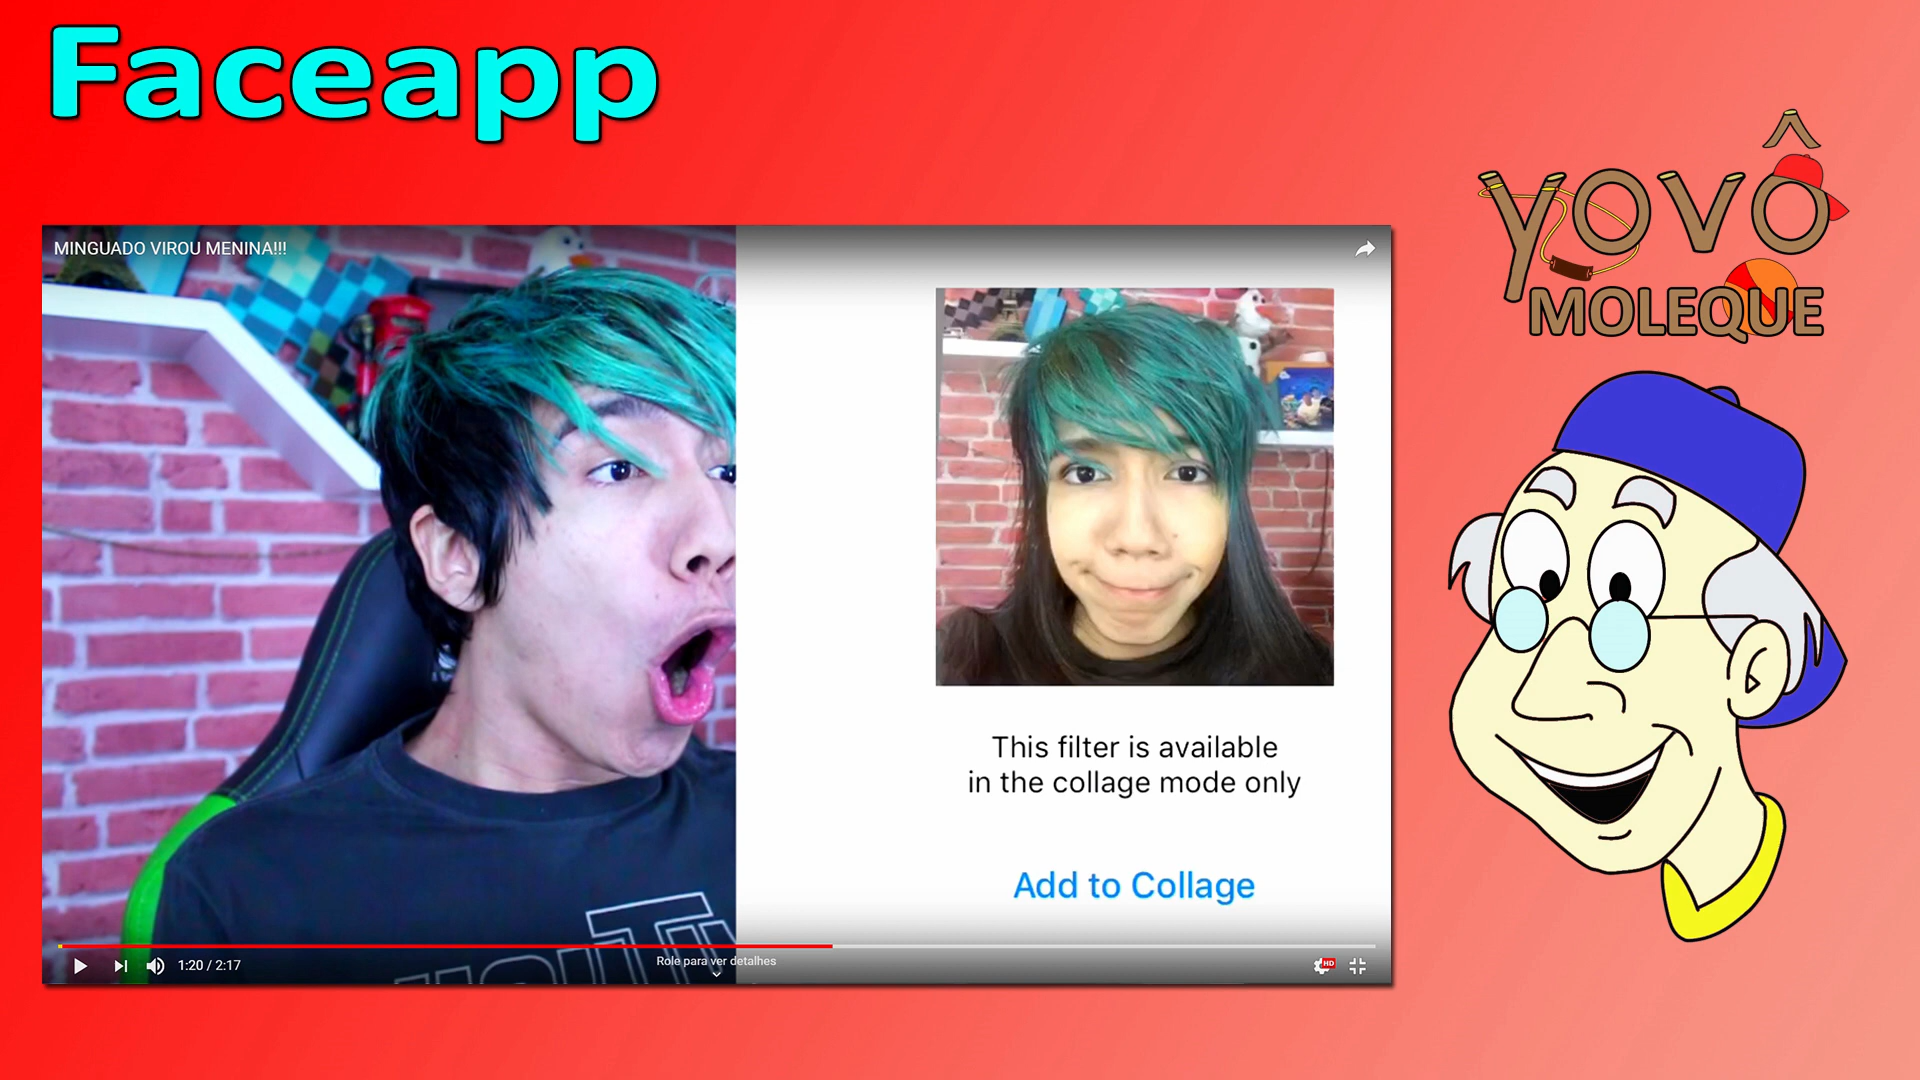 Faceapp
yovô
MOLEQUE
MINGUADO VIROU MENINA!!!
This filter is available
in the collage mode only
Add to Collage
1:20 / 2:17
Role para ver detalhes
HD